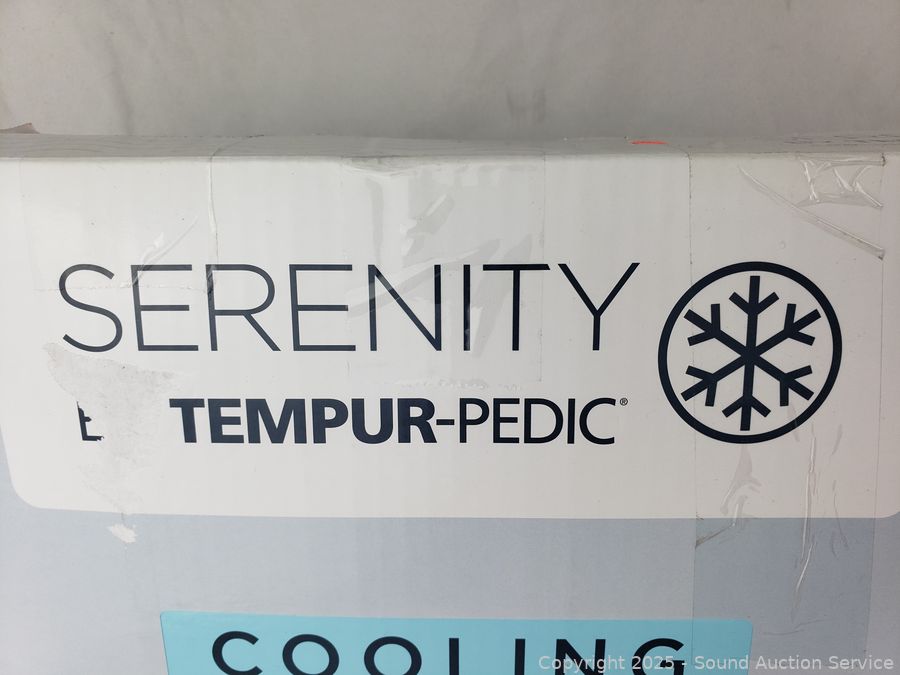 SERENITY
TEMPUR-PEDIC®
COOLING
Copyright 2025 - Sound Auction Service